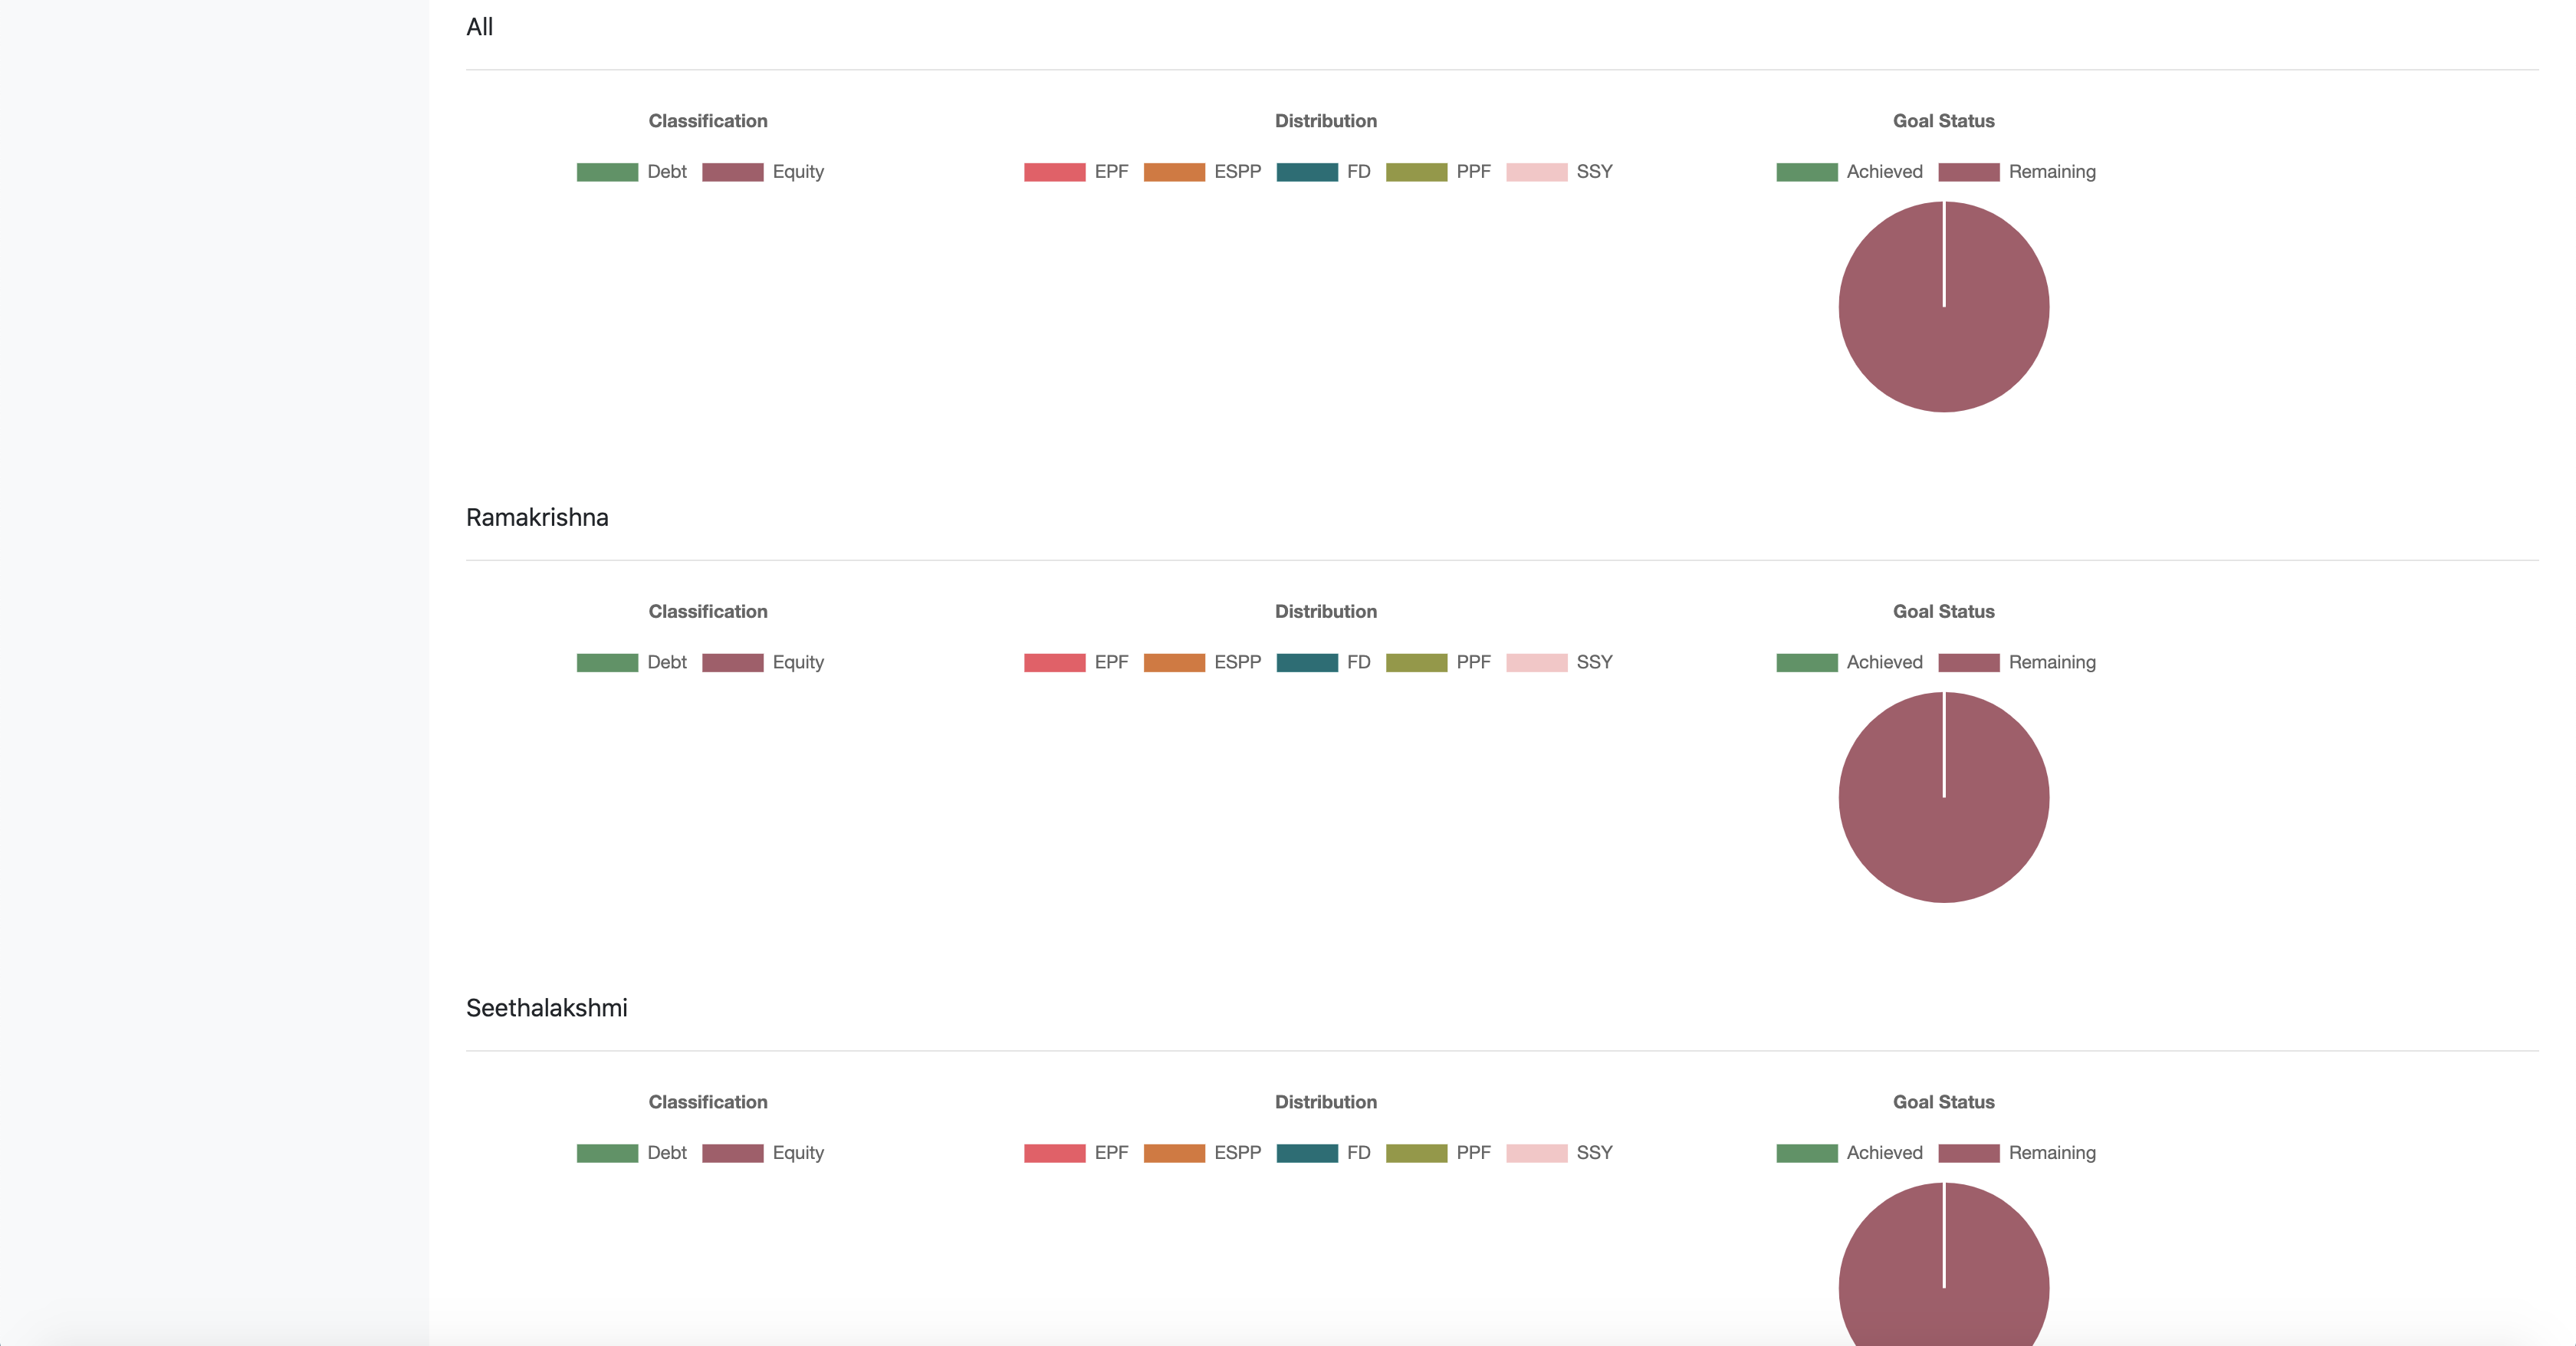 All
Classification Distribution Goal Status
Debt Equity EPF ESPP FD PPF SSY Achieved Remaining
Ramakrishna
Classification Distribution Goal Status
Debt Equity EPF ESPP FD PPF SSY Achieved Remaining
Seethalakshmi
Classification Distribution Goal Status
Debt Equity EPF ESPP FD PPF SSY Achieved Remaining